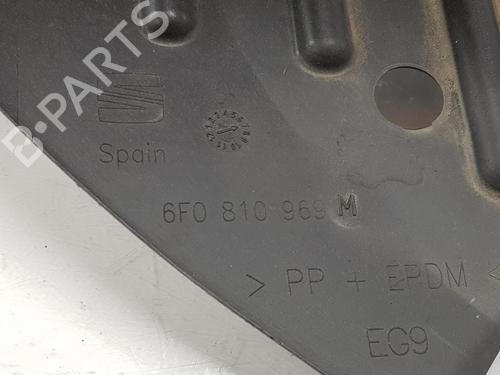 B-PARTS
Spain
6F0 810 969 M
> PP + EPDM <
EG9